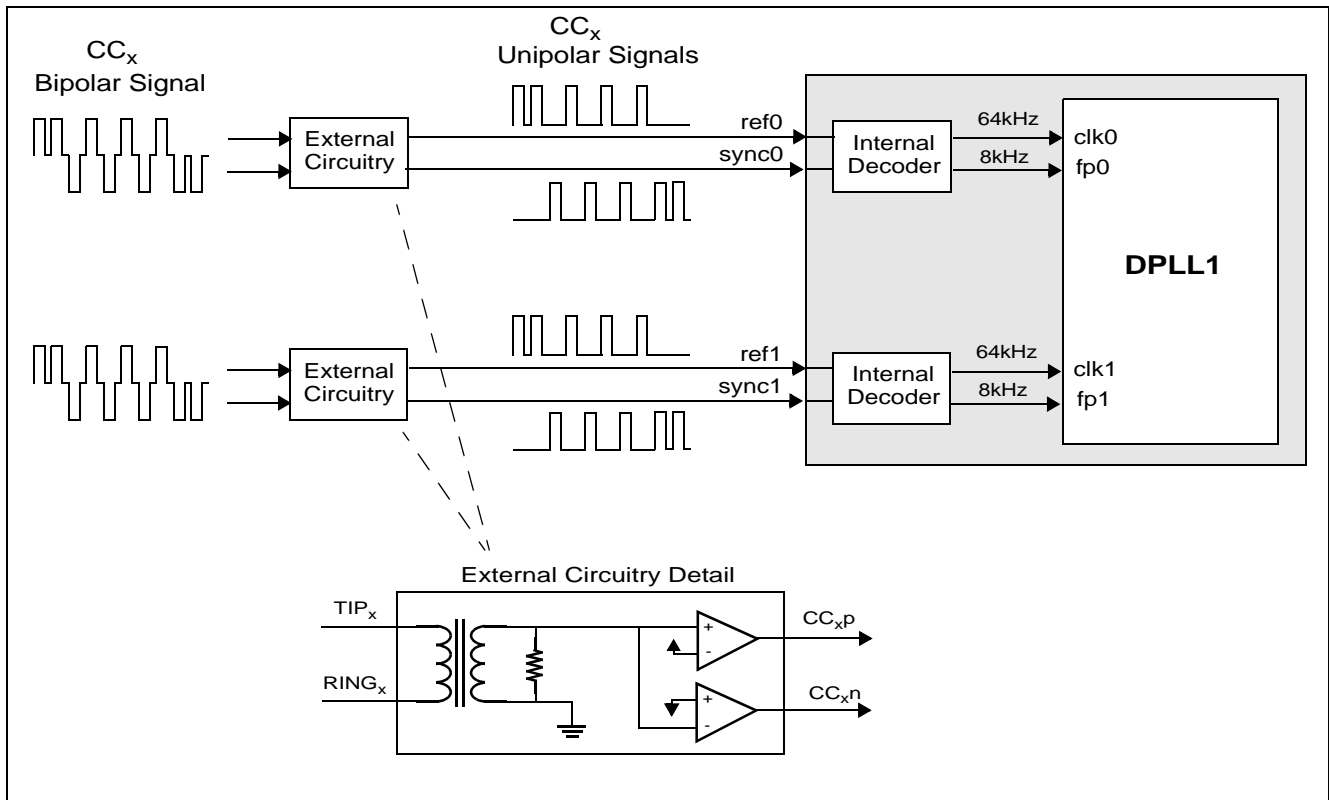 CCx
Bipolar Signal
CCx
Unipolar Signals
External
Circuitry
ref0
sync0
Internal
Decoder
64kHz
8kHz
clk0
fp0
DPLL1
External
Circuitry
ref1
sync1
Internal
Decoder
64kHz
8kHz
clk1
fp1
External Circuitry Detail
TIPx
RINGx
+
-
+
-
CCxp
CCxn